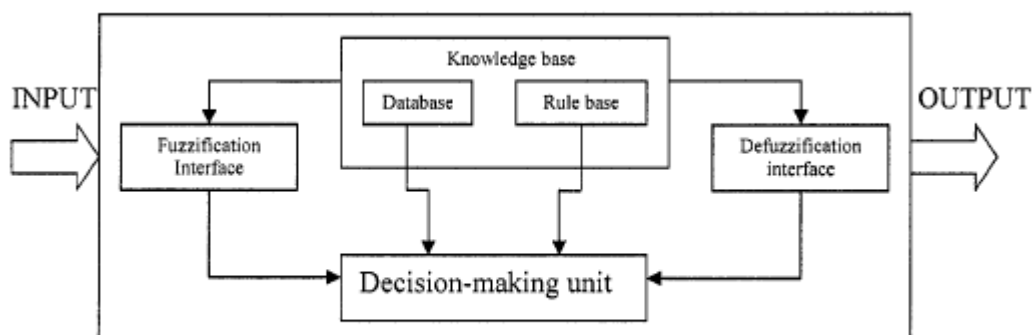 Knowledge base
INPUT
Database
Rule base
OUTPUT
Fuzzification
Interface
Defuzzification
interface
Decision-making unit